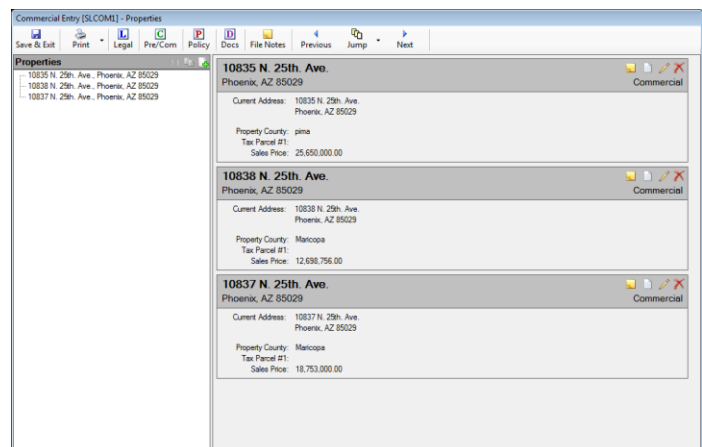 Commercial Entry [SLCOM1] - Properties
L C P D
Save & Exit Print Legal Pre/Com Policy Docs File Notes Previous Jump Next
Properties
10835 N. 25th. Ave., Phoenix, AZ 85029
10838 N. 25th. Ave., Phoenix, AZ 85029
10837 N. 25th. Ave., Phoenix, AZ 85029
10835 N. 25th. Ave.
Phoenix, AZ 85029 Commercial
Current Address: 10835 N. 25th. Ave.
Phoenix, AZ 85029
Property County: pima
Tax Parcel #1:
Sales Price: 25,650,000.00
10838 N. 25th. Ave.
Phoenix, AZ 85029 Commercial
Current Address: 10838 N. 25th. Ave.
Phoenix, AZ 85029
Property County: Maricopa
Tax Parcel #1:
Sales Price: 12,698,756.00
10837 N. 25th. Ave.
Phoenix, AZ 85029 Commercial
Current Address: 10837 N. 25th. Ave.
Phoenix, AZ 85029
Property County: Maricopa
Tax Parcel #1:
Sales Price: 18,753,000.00